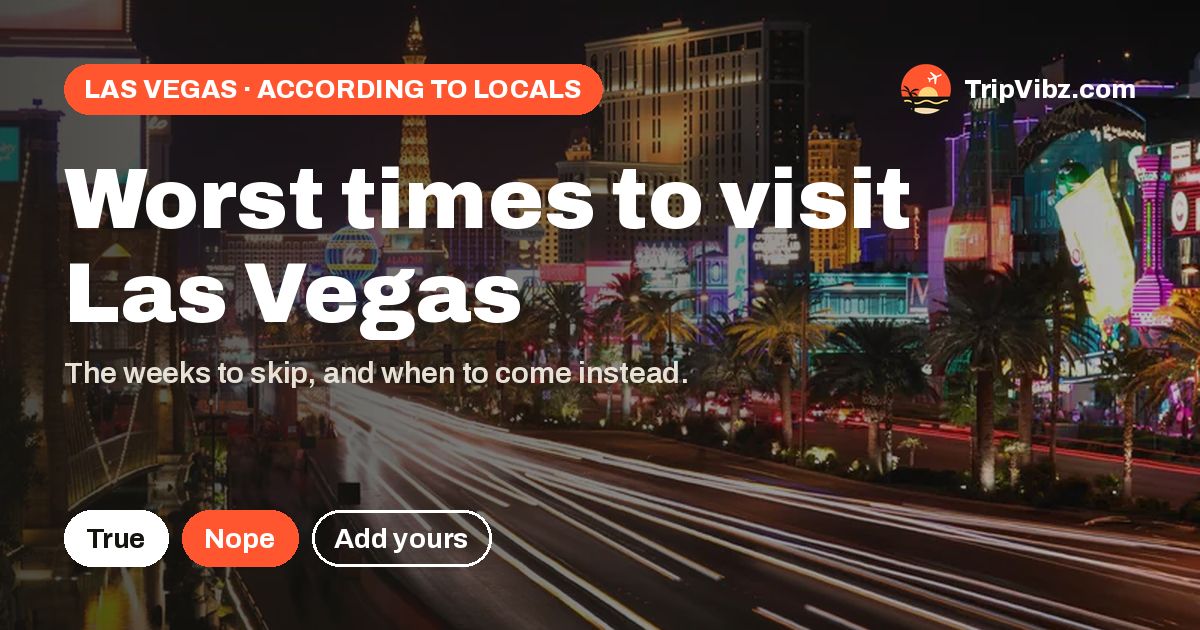 LAS VEGAS · ACCORDING TO LOCALS
TripVibz.com
Worst times to visit
Las Vegas
The weeks to skip, and when to come instead.
True
Nope
Add yours